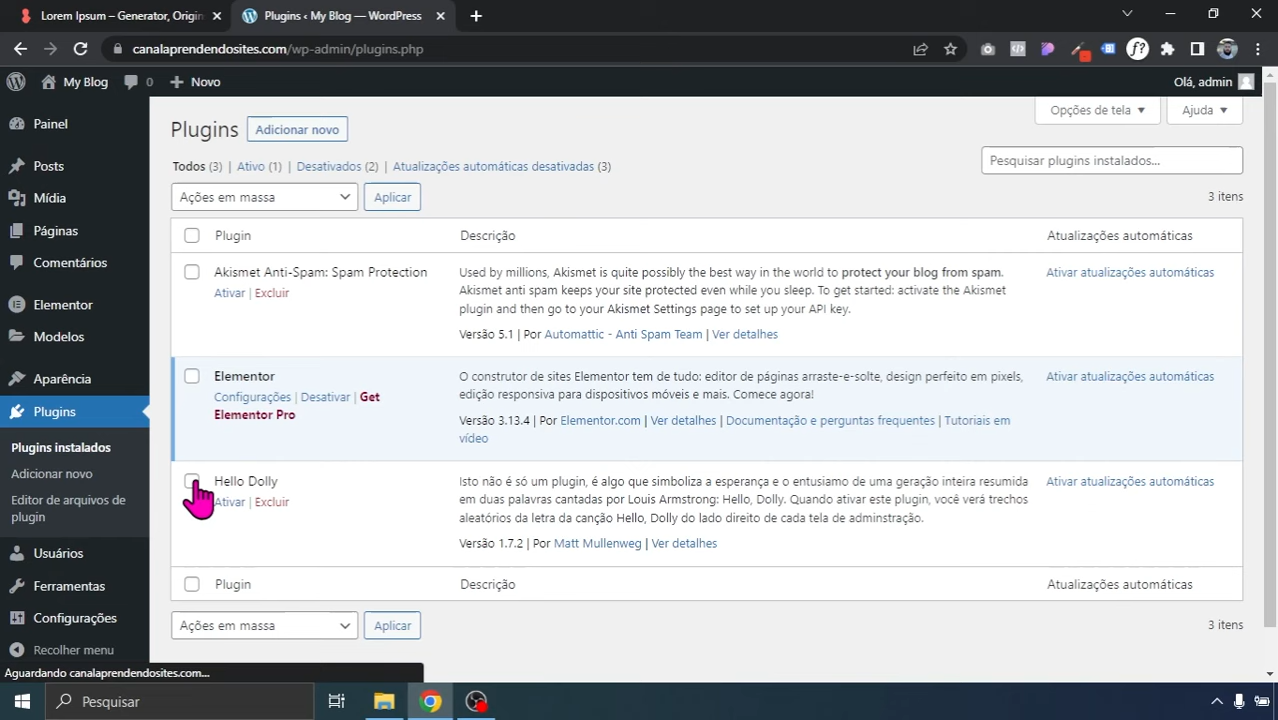 Lorem Ipsum – Generator, Origin
Plugins ‹ My Blog — WordPress
canalaprendendosites.com/wp-admin/plugins.php
My Blog
0
Novo
Olá, admin
Painel
Posts
Mídia
Páginas
Comentários
Elementor
Modelos
Aparência
Plugins
Plugins instalados
Adicionar novo
Editor de arquivos de
plugin
Usuários
Ferramentas
Configurações
Recolher menu
Opções de tela
Ajuda
Plugins
Adicionar novo
Todos (3) | Ativo (1) | Desativados (2) | Atualizações automáticas desativadas (3)
Pesquisar plugins instalados...
Ações em massa
Aplicar
3 itens
Plugin
Descrição
Atualizações automáticas
Akismet Anti-Spam: Spam Protection
Ativar | Excluir
Used by millions, Akismet is quite possibly the best way in the world to protect your blog from spam.
Akismet anti spam keeps your site protected even while you sleep. To get started: activate the Akismet
plugin and then go to your Akismet Settings page to set up your API key.
Versão 5.1 | Por Automattic - Anti Spam Team | Ver detalhes
Ativar atualizações automáticas
Elementor
Configurações | Desativar | Get
Elementor Pro
O construtor de sites Elementor tem de tudo: editor de páginas arraste-e-solte, design perfeito em pixels,
edição responsiva para dispositivos móveis e mais. Comece agora!
Versão 3.13.4 | Por Elementor.com | Ver detalhes | Documentação e perguntas frequentes | Tutoriais em
vídeo
Ativar atualizações automáticas
Hello Dolly
Ativar | Excluir
Isto não é só um plugin, é algo que simboliza a esperança e o entusiamo de uma geração inteira resumida
em duas palavras cantadas por Louis Armstrong: Hello, Dolly. Quando ativar este plugin, você verá trechos
aleatórios da letra da canção Hello, Dolly do lado direito de cada tela de adminstração.
Versão 1.7.2 | Por Matt Mullenweg | Ver detalhes
Ativar atualizações automáticas
Plugin
Descrição
Atualizações automáticas
Ações em massa
Aplicar
3 itens
Aguardando canalaprendendosites.com...
Pesquisar